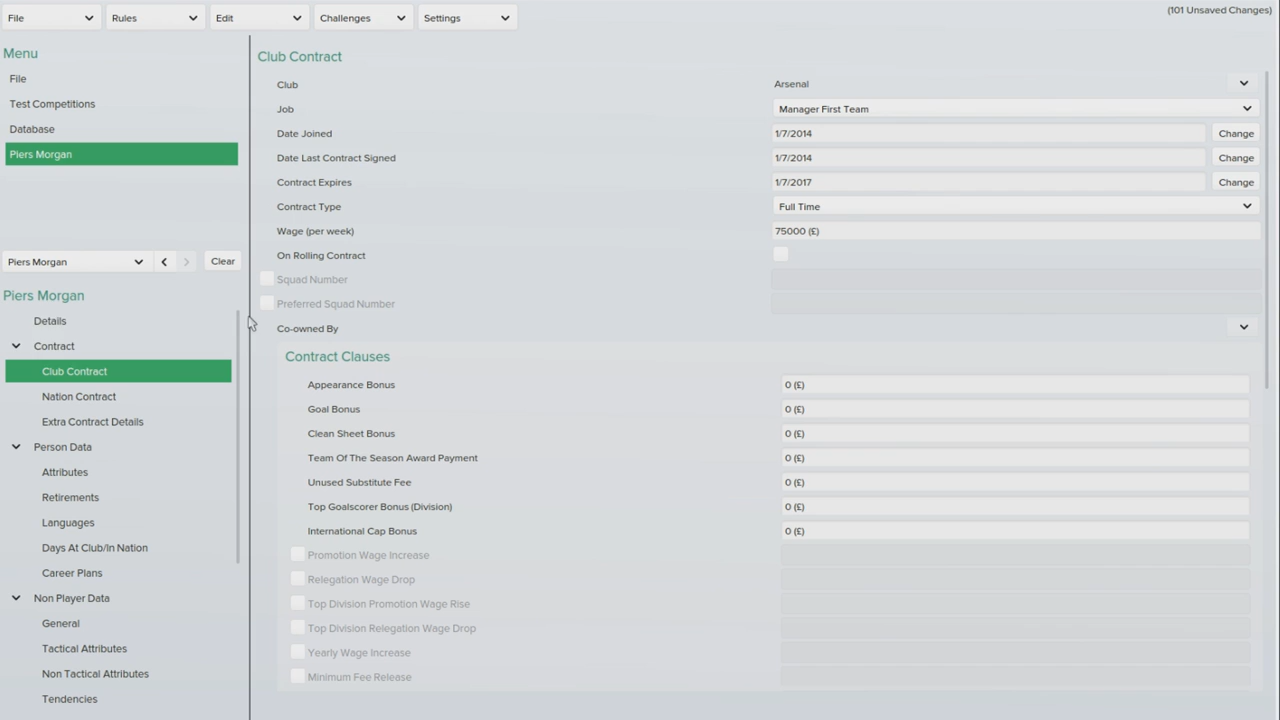 File Rules Edit Challenges Settings (101 Unsaved Changes)
Menu
File
Test Competitions
Database
Piers Morgan
Piers Morgan Clear
Piers Morgan
Details
Contract
Club Contract
Nation Contract
Extra Contract Details
Person Data
Attributes
Retirements
Languages
Days At Club/In Nation
Career Plans
Non Player Data
General
Tactical Attributes
Non Tactical Attributes
Tendencies
Club Contract
Club Arsenal
Job Manager First Team
Date Joined 1/7/2014 Change
Date Last Contract Signed 1/7/2014 Change
Contract Expires 1/7/2017 Change
Contract Type Full Time
Wage (per week) 75000 (£)
On Rolling Contract
Squad Number
Preferred Squad Number
Co-owned By
Contract Clauses
Appearance Bonus 0 (£)
Goal Bonus 0 (£)
Clean Sheet Bonus 0 (£)
Team Of The Season Award Payment 0 (£)
Unused Substitute Fee 0 (£)
Top Goalscorer Bonus (Division) 0 (£)
International Cap Bonus 0 (£)
Promotion Wage Increase
Relegation Wage Drop
Top Division Promotion Wage Rise
Top Division Relegation Wage Drop
Yearly Wage Increase
Minimum Fee Release